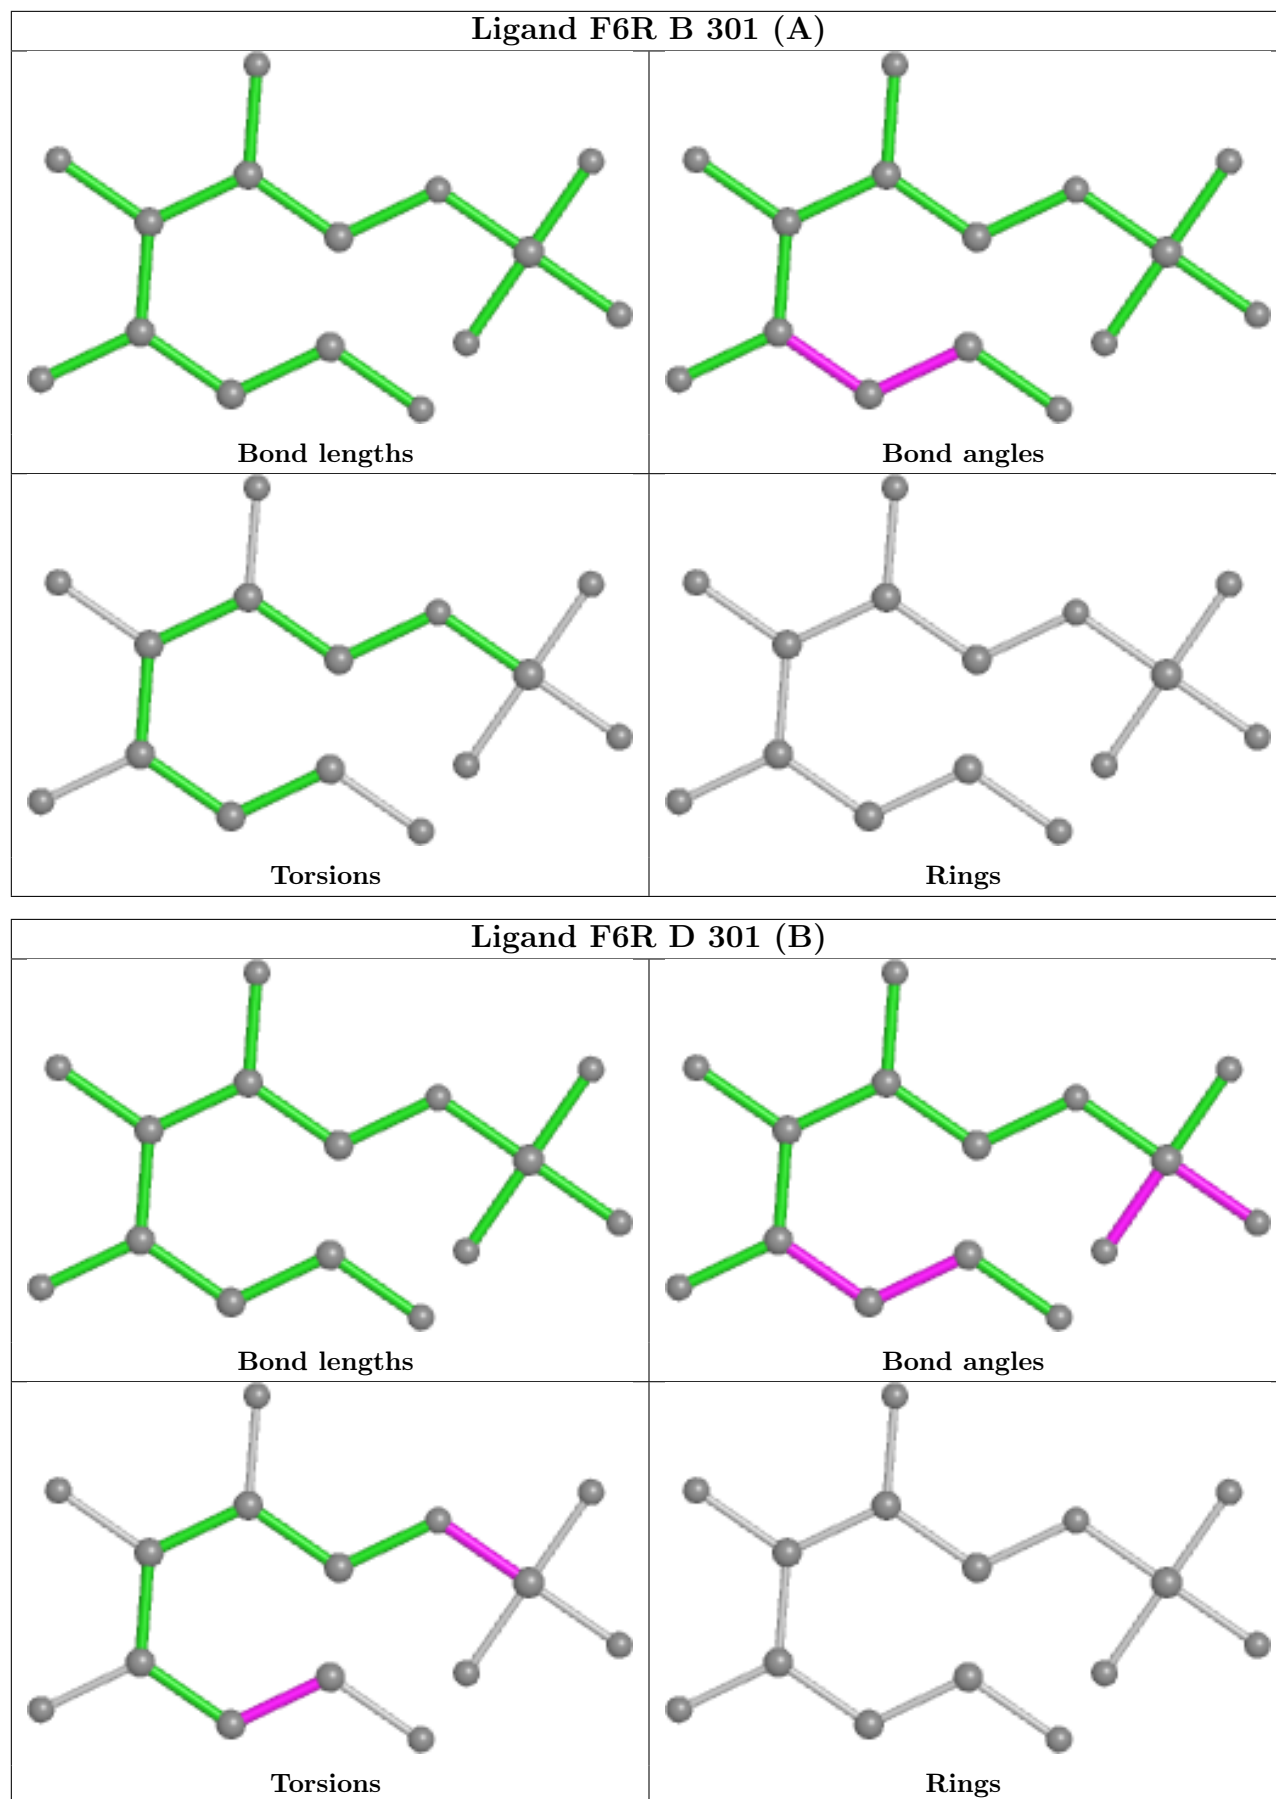 Ligand F6R B 301 (A)
Bond lengths
Bond angles
Torsions
Rings
Ligand F6R D 301 (B)
Bond lengths
Bond angles
Torsions
Rings